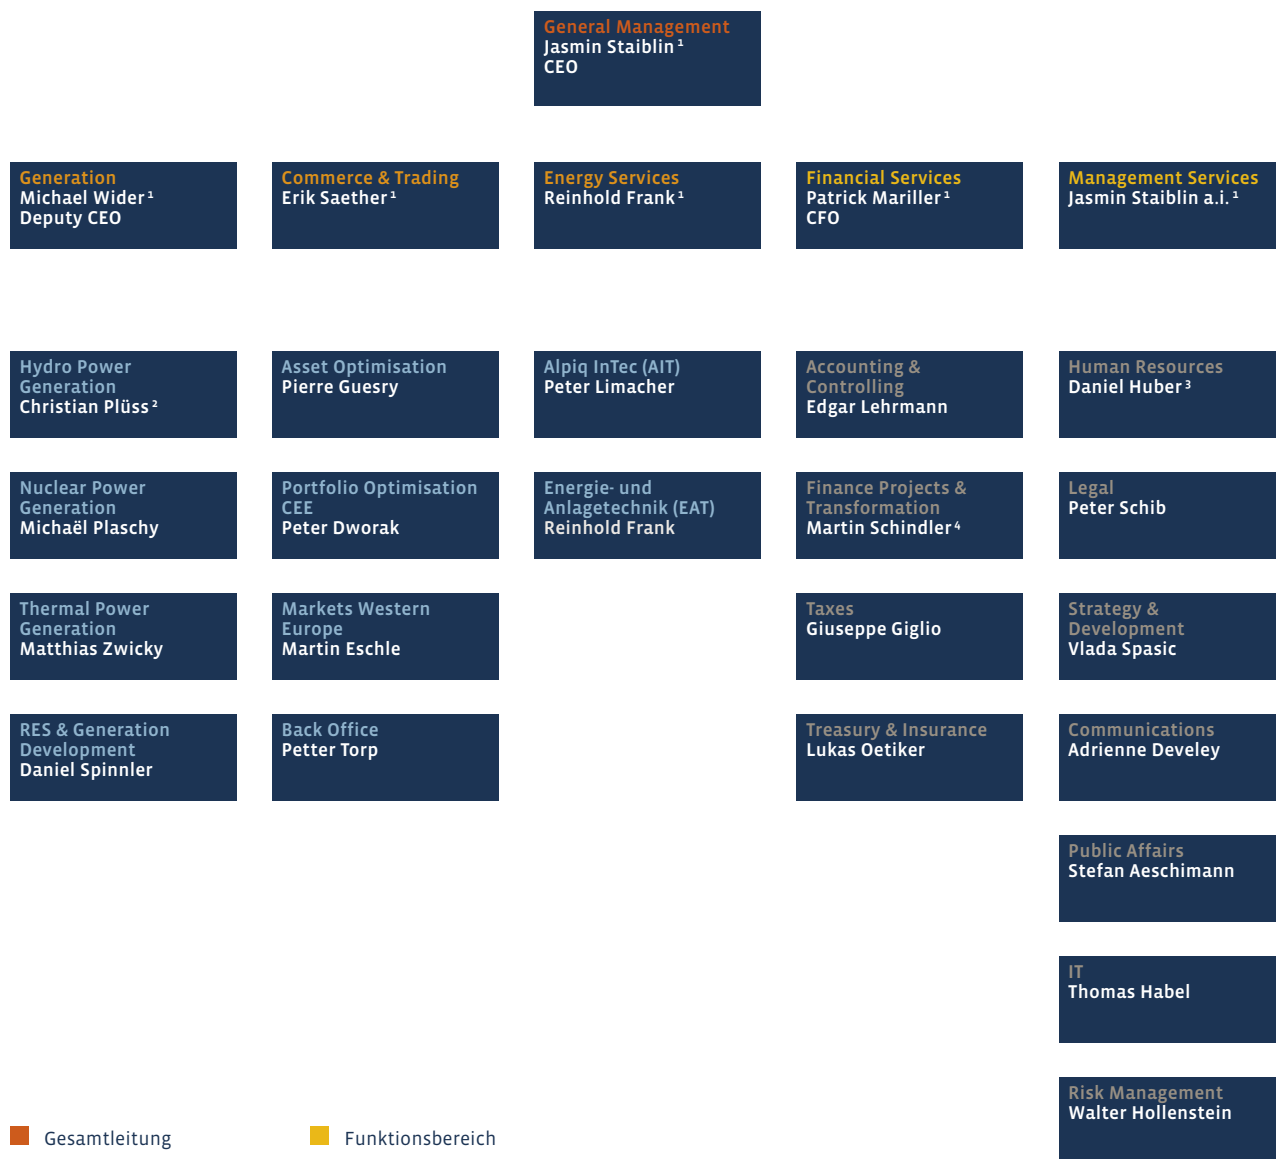 General Management
Jasmin Staiblin ¹
CEO
Generation
Michael Wider ¹
Deputy CEO
Commerce & Trading
Erik Saether ¹
Energy Services
Reinhold Frank ¹
Financial Services
Patrick Mariller ¹
CFO
Management Services
Jasmin Staiblin a.i. ¹
Hydro Power
Generation
Christian Plüss ²
Asset Optimisation
Pierre Guesry
Alpiq InTec (AIT)
Peter Limacher
Accounting &
Controlling
Edgar Lehrmann
Human Resources
Daniel Huber ³
Nuclear Power
Generation
Michaël Plaschy
Portfolio Optimisation
CEE
Peter Dworak
Energie- und
Anlagetechnik (EAT)
Reinhold Frank
Finance Projects &
Transformation
Martin Schindler ⁴
Legal
Peter Schib
Thermal Power
Generation
Matthias Zwicky
Markets Western
Europe
Martin Eschle
Taxes
Giuseppe Giglio
Strategy &
Development
Vlada Spasic
RES & Generation
Development
Daniel Spinnler
Back Office
Petter Torp
Treasury & Insurance
Lukas Oetiker
Communications
Adrienne Develey
Public Affairs
Stefan Aeschimann
IT
Thomas Habel
Risk Management
Walter Hollenstein
Gesamtleitung
Funktionsbereich